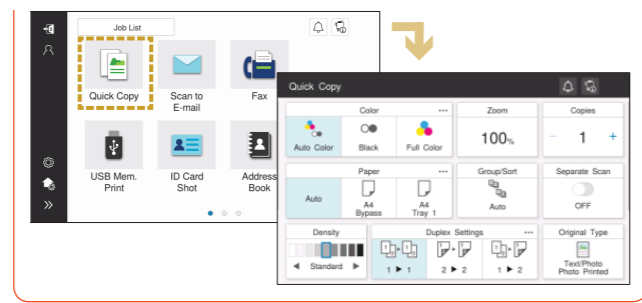 Job List
Quick Copy
Scan to
E-mail
Fax
USB Mem.
Print
ID Card
Shot
Address
Book
Quick Copy
Color
Zoom
Copies
Auto Color
Black
Full Color
100%
− 1 +
Paper
Group/Sort
Separate Scan
Auto
A4
Bypass
A4
Tray 1
Auto
OFF
Density
Duplex Settings
Original Type
1
◀ Standard ▶
1 ▶ 1
2 ▶ 2
1 ▶ 2
Text/Photo
Photo Printed